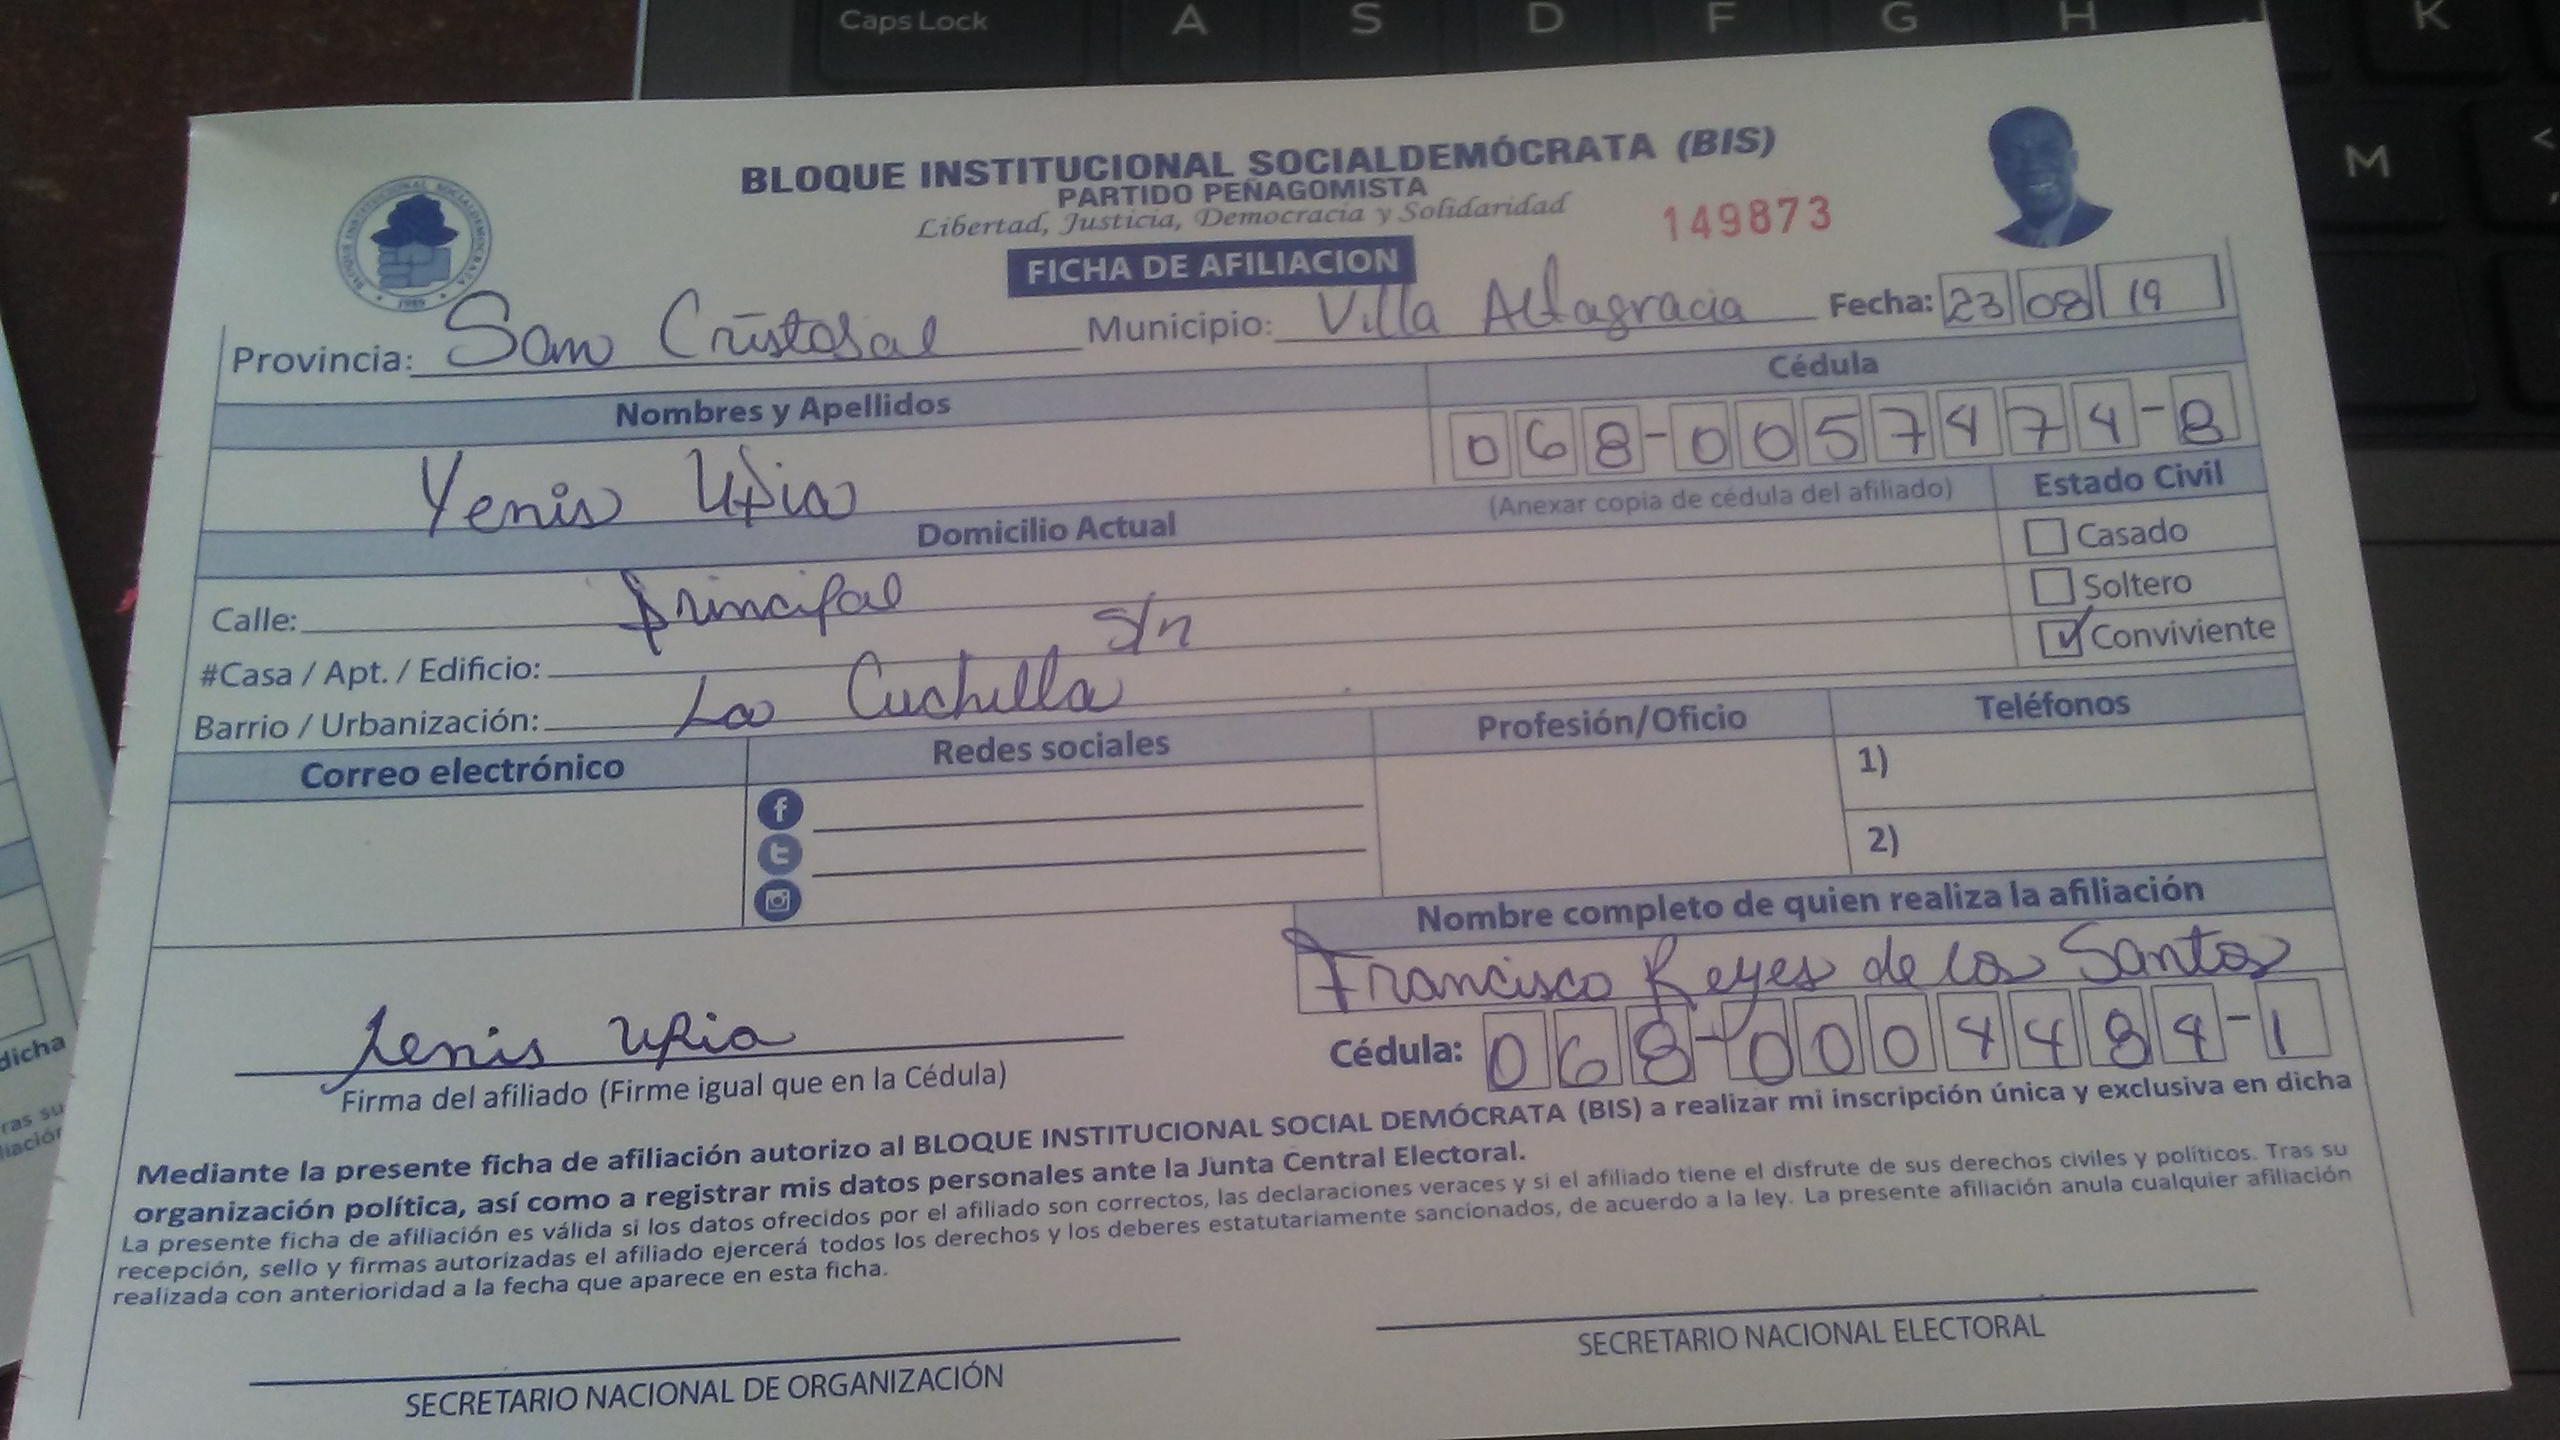 Caps Lock A S D F G H J K
M <
BLOQUE INSTITUCIONAL SOCIALDEMÓCRATA (BIS)
PARTIDO PEÑAGOMISTA
Libertad, Justicia, Democracia y Solidaridad
149873
BLOQUE INSTITUCIONAL SOCIALDEMOCRATA
1989
FICHA DE AFILIACION
Provincia: San Cristobal Municipio: Villa Altagracia Fecha: 23 08 19
Nombres y Apellidos Cédula
Yenis Upia 068-0057474-8
(Anexar copia de cédula del afiliado)
Domicilio Actual Estado Civil
Calle: Principal Casado
#Casa / Apt. / Edificio: s/n Soltero
Barrio / Urbanización: La Cuchilla Conviviente
Correo electrónico Redes sociales Profesión/Oficio Teléfonos
1)
2)
Nombre completo de quien realiza la afiliación
Francisco Reyes de los Santos
Yenis Upia Cédula: 068-0004484-1
Firma del afiliado (Firme igual que en la Cédula)
Mediante la presente ficha de afiliación autorizo al BLOQUE INSTITUCIONAL SOCIAL DEMÓCRATA (BIS) a realizar mi inscripción única y exclusiva en dicha
organización política, así como a registrar mis datos personales ante la Junta Central Electoral.
La presente ficha de afiliación es válida si los datos ofrecidos por el afiliado son correctos, las declaraciones veraces y si el afiliado tiene el disfrute de sus derechos civiles y políticos. Tras su
recepción, sello y firmas autorizadas el afiliado ejercerá todos los derechos y los deberes estatutariamente sancionados, de acuerdo a la ley. La presente afiliación anula cualquier afiliación
realizada con anterioridad a la fecha que aparece en esta ficha.
SECRETARIO NACIONAL DE ORGANIZACIÓN SECRETARIO NACIONAL ELECTORAL
dicha
ras su
liación